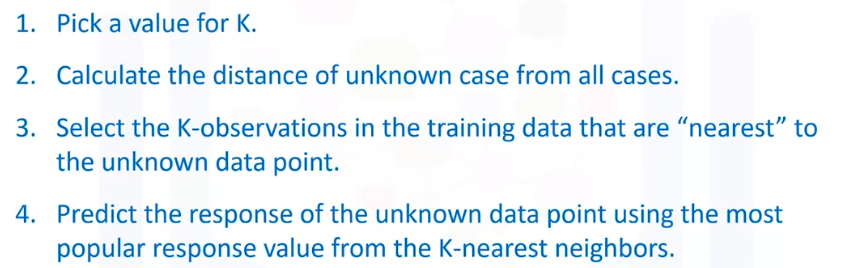 1. Pick a value for K.
2. Calculate the distance of unknown case from all cases.
3. Select the K-observations in the training data that are “nearest” to
the unknown data point.
4. Predict the response of the unknown data point using the most
popular response value from the K-nearest neighbors.